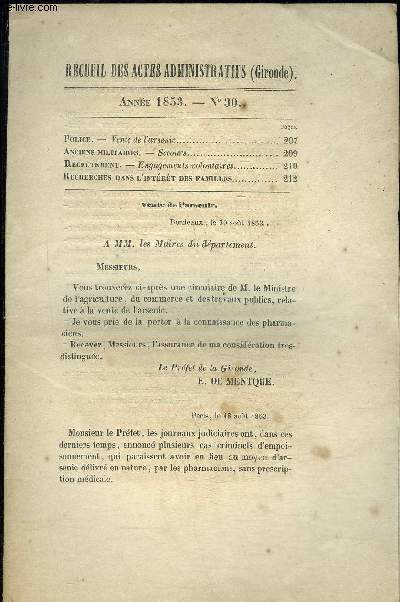 Le-livre.com
RECUEIL DES ACTES ADMINISTRATIFS (Gironde).
ANNÉE 1853. — N° 30.
Pages.
POLICE. — Vente de l'arsenic 207
ANCIENS MILITAIRES. — Secours 209
RECRUTEMENT. — Engagements volontaires 210
RECHERCHES DANS L'INTÉRÊT DES FAMILLES 212
Vente de l'arsenic.
Bordeaux, le août 1853.
A MM. les Maires du département.
MESSIEURS,
Vous trouverez ci-après une circulaire de M. le Ministre
de l'agriculture, du commerce et des travaux publics, rela-
tive à la vente de l'arsenic.
Je vous prie de la porter à la connaissance des pharma-
ciens.
Recevez, Messieurs, l'assurance de ma considération très-
distinguée.
Le Préfet de la Gironde,
E. DE MENTQUE.
Paris, le 18 août 1853.
Monsieur le Préfet, les journaux judiciaires ont, dans ces
derniers temps, annoncé plusieurs cas criminels d'empoi-
sonnement, qui paraissent avoir eu lieu au moyen d'ar-
senic délivré en nature, par les pharmaciens, sans prescrip-
tion médicale.